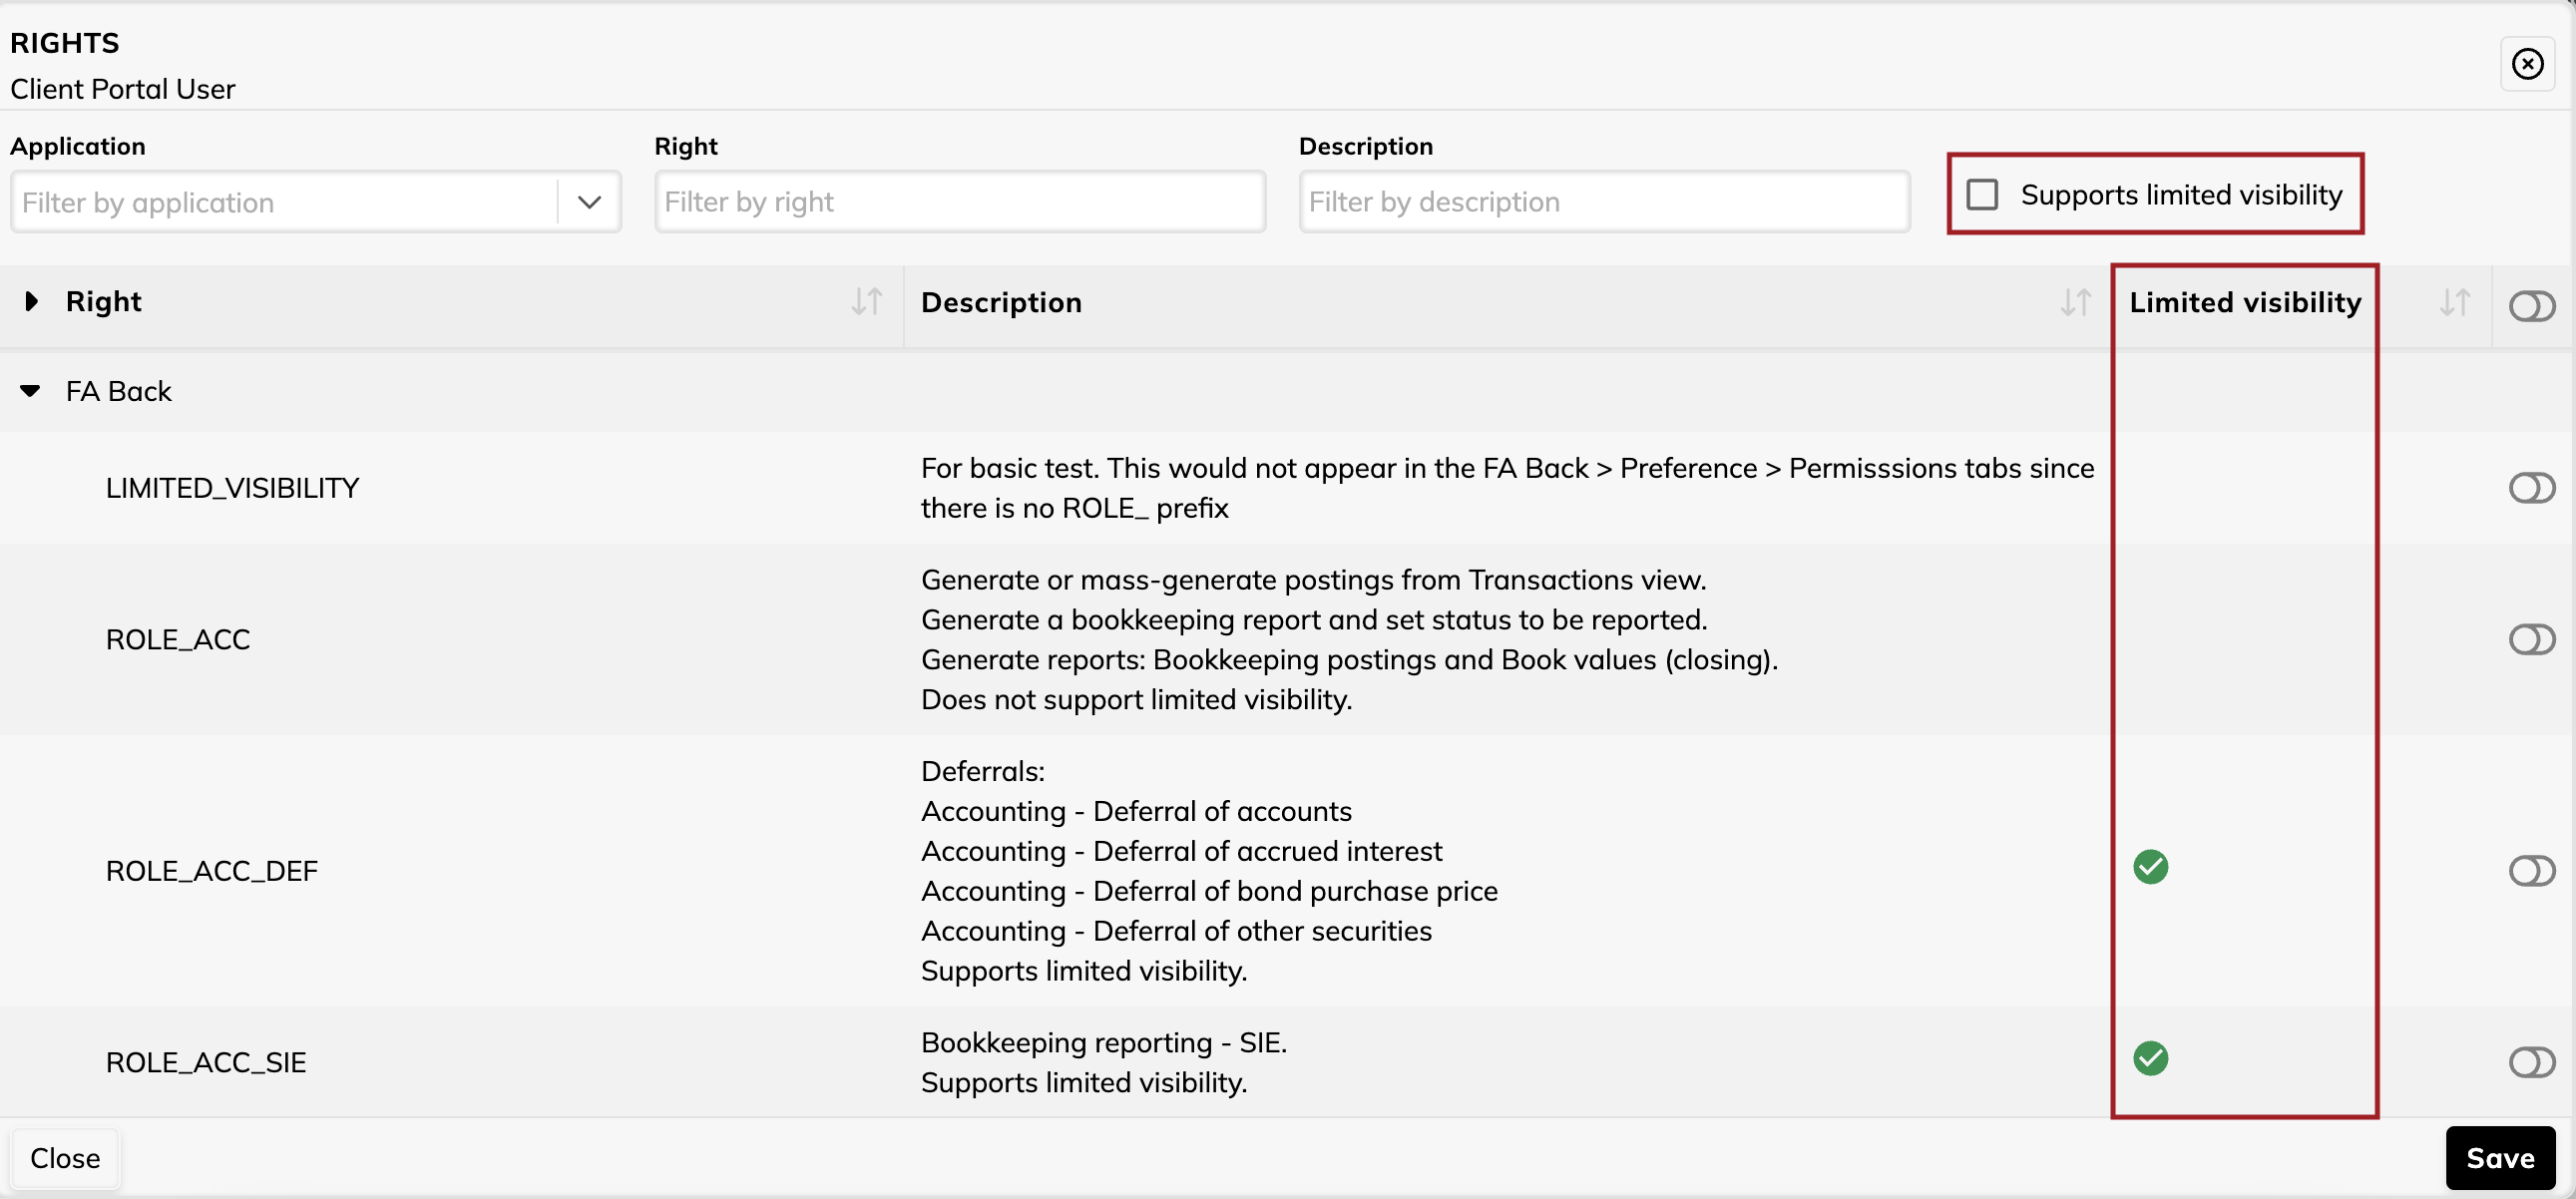 RIGHTS
Client Portal User
Application
Right
Description
Filter by application
Filter by right
Filter by description
Supports limited visibility
Right
Description
Limited visibility
FA Back
LIMITED_VISIBILITY
For basic test. This would not appear in the FA Back > Preference > Permisssions tabs since
there is no ROLE_ prefix
ROLE_ACC
Generate or mass-generate postings from Transactions view.
Generate a bookkeeping report and set status to be reported.
Generate reports: Bookkeeping postings and Book values (closing).
Does not support limited visibility.
ROLE_ACC_DEF
Deferrals:
Accounting - Deferral of accounts
Accounting - Deferral of accrued interest
Accounting - Deferral of bond purchase price
Accounting - Deferral of other securities
Supports limited visibility.
ROLE_ACC_SIE
Bookkeeping reporting - SIE.
Supports limited visibility.
Close
Save